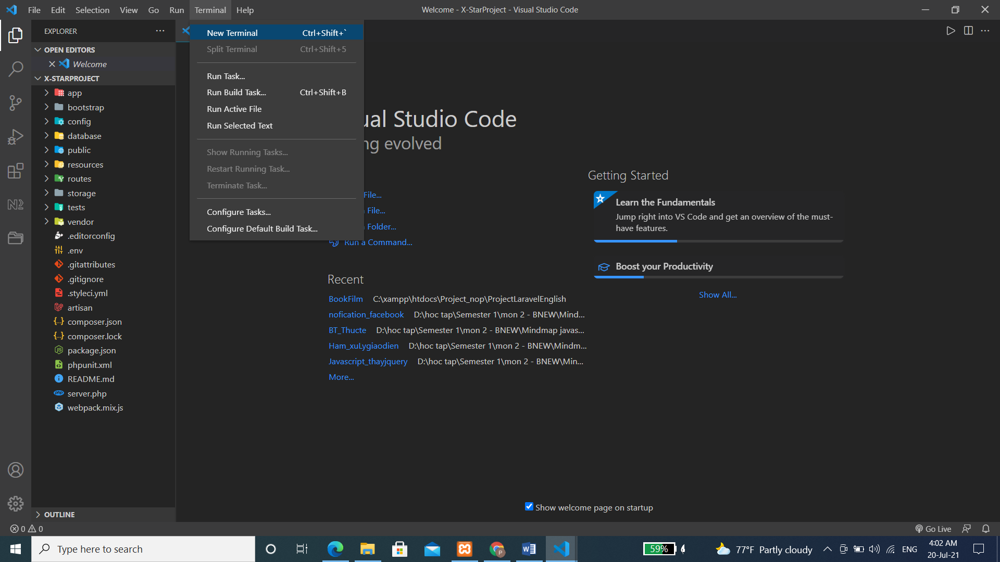 File Edit Selection View Go Run Terminal Help
Welcome - X-StarProject - Visual Studio Code
EXPLORER
OPEN EDITORS
Welcome
X-STARPROJECT
app
bootstrap
config
database
public
resources
routes
storage
tests
vendor
.editorconfig
.env
.gitattributes
.gitignore
.styleci.yml
artisan
composer.json
composer.lock
package.json
phpunit.xml
README.md
server.php
webpack.mix.js
OUTLINE
New Terminal Ctrl+Shift+`
Split Terminal Ctrl+Shift+5
Run Task...
Run Build Task... Ctrl+Shift+B
Run Active File
Run Selected Text
Show Running Tasks...
Restart Running Task...
Terminate Task...
Configure Tasks...
Configure Default Build Task...
ual Studio Code
ng evolved
File...
File...
Folder...
Run a Command...
Recent
BookFilm C:\xampp\htdocs\Project_nop\ProjectLaravelEnglish
nofication_facebook D:\hoc tap\Semester 1\mon 2 - BNEW\Mind...
BT_Thucte D:\hoc tap\Semester 1\mon 2 - BNEW\Mindmap javas...
Ham_xuLygiaodien D:\hoc tap\Semester 1\mon 2 - BNEW\Mindm...
Javascript_thayjquery D:\hoc tap\Semester 1\mon 2 - BNEW\Min...
More...
Getting Started
Learn the Fundamentals
Jump right into VS Code and get an overview of the must-
have features.
Boost your Productivity
Show All...
Show welcome page on startup
0 0
Go Live
Type here to search
59%
77°F Partly cloudy
ENG
4:02 AM
20-Jul-21